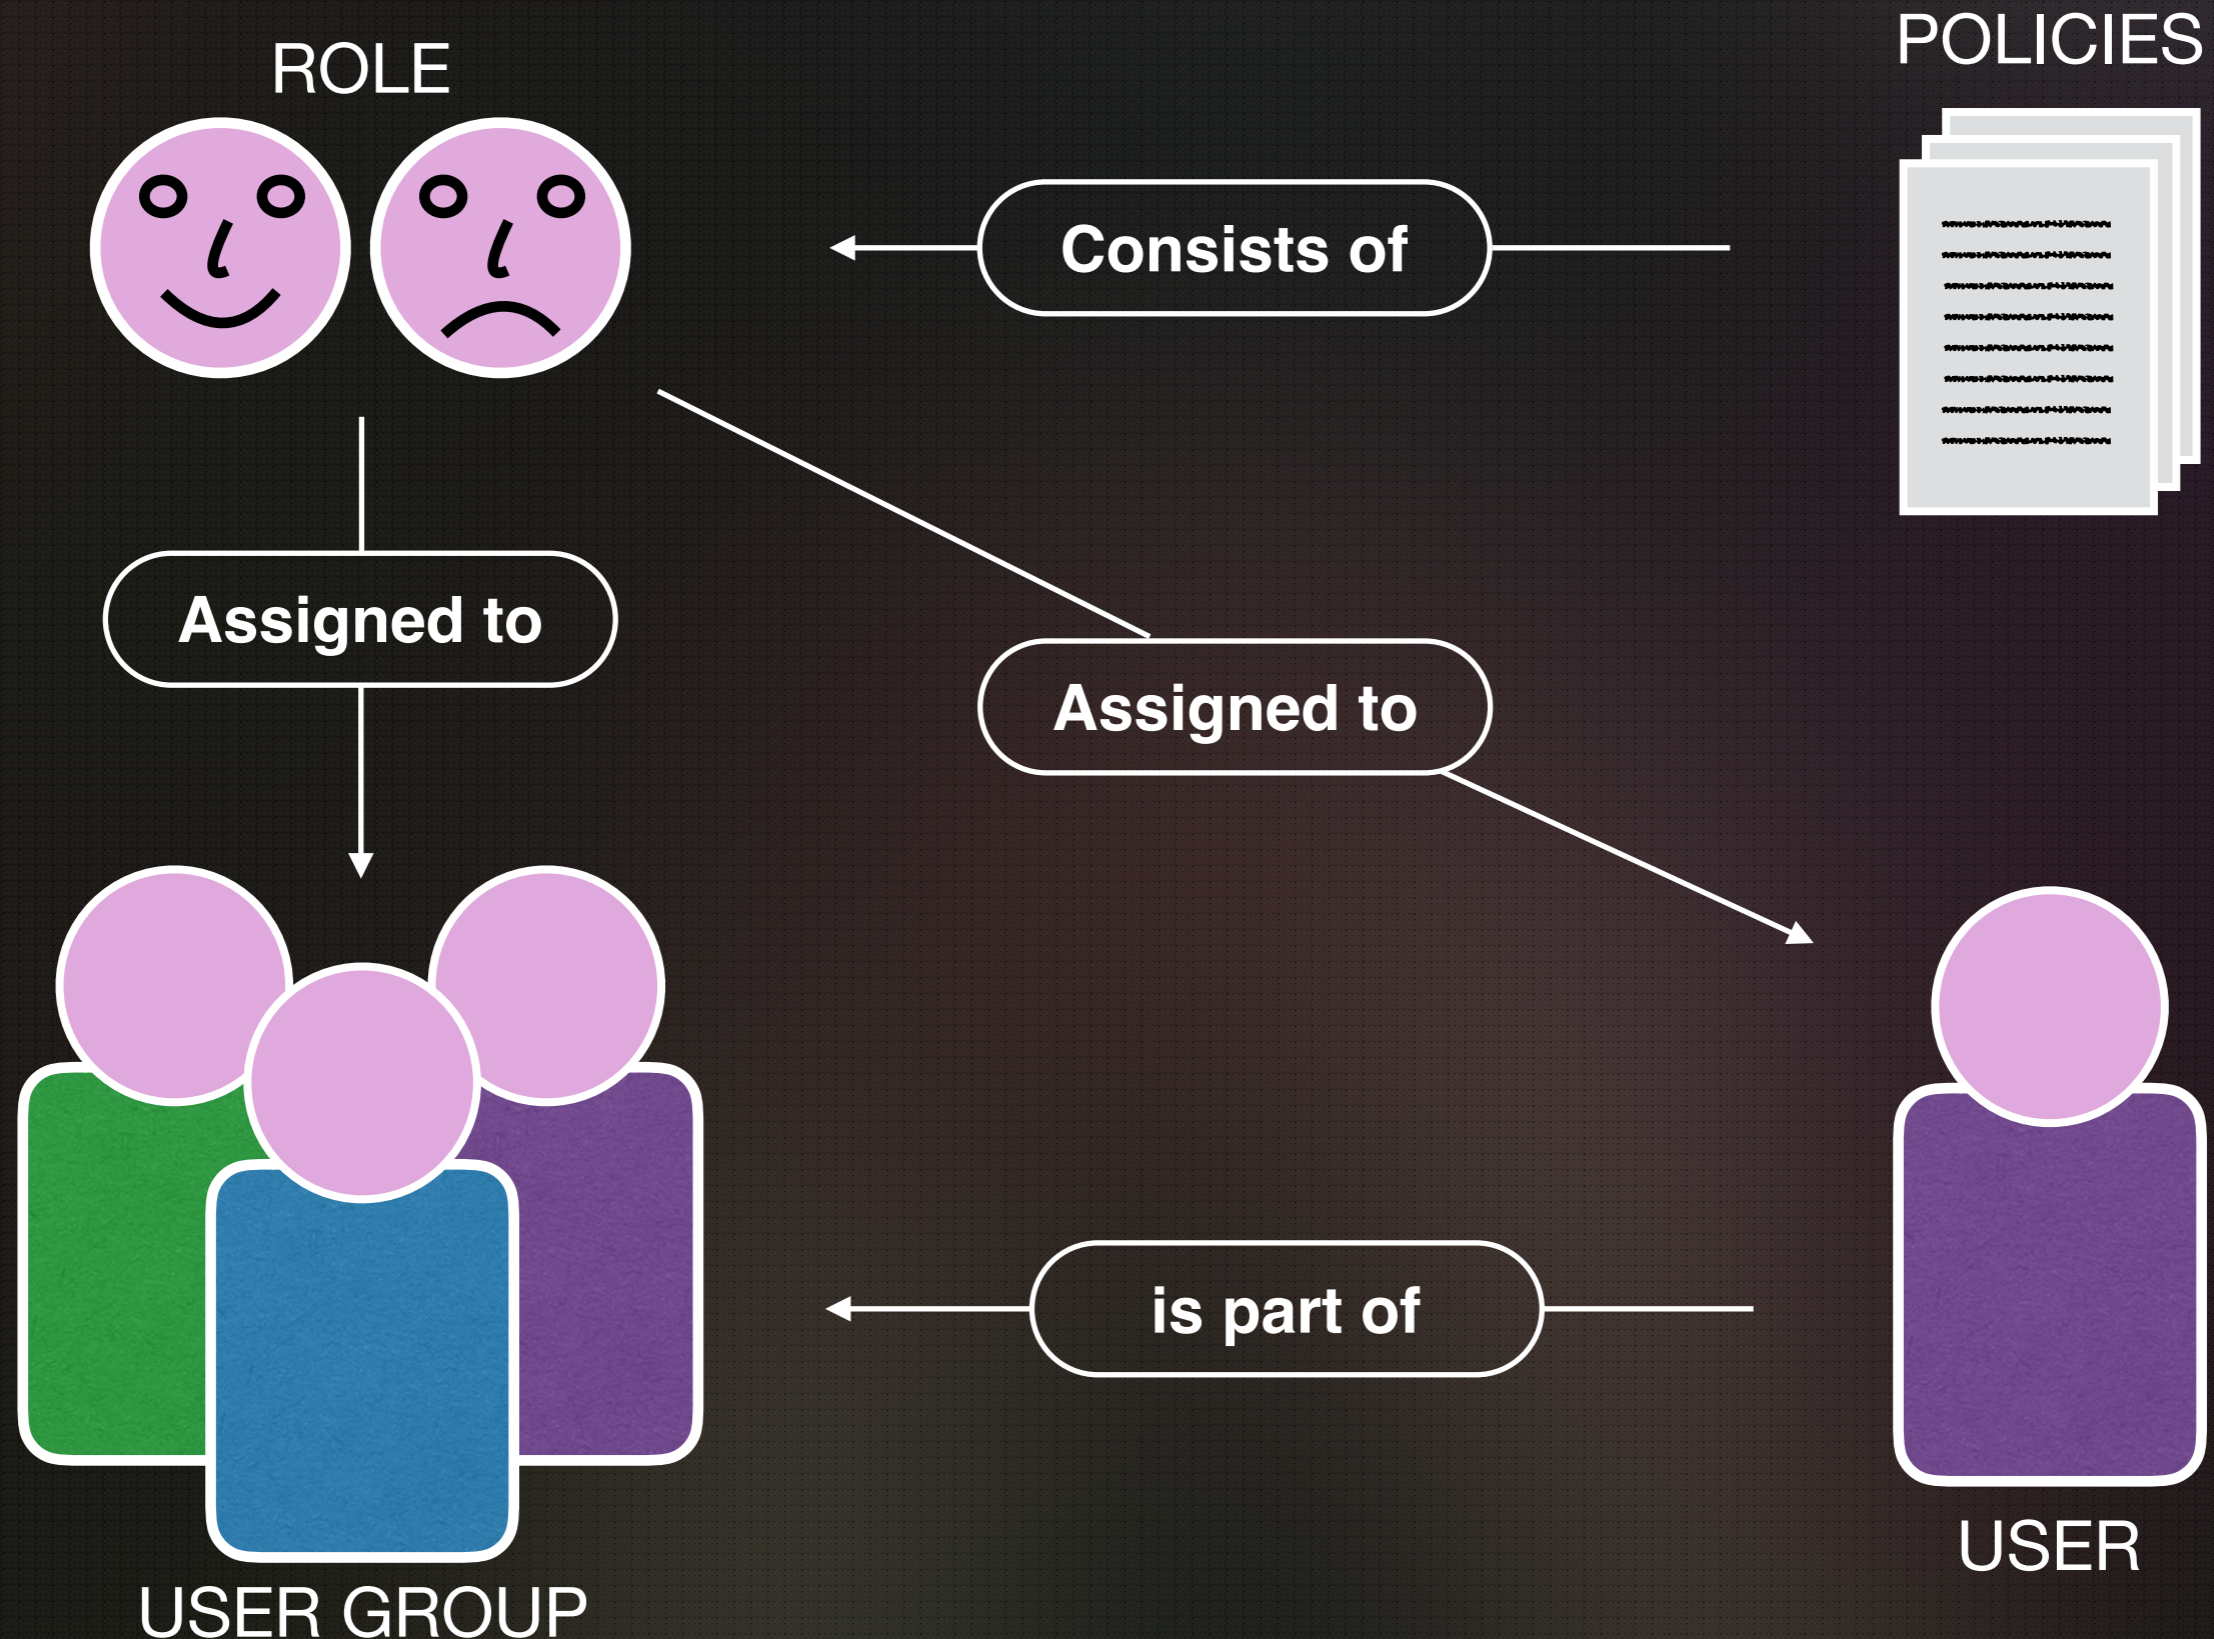 ROLE
POLICIES
Consists of
Assigned to
Assigned to
is part of
USER
USER GROUP